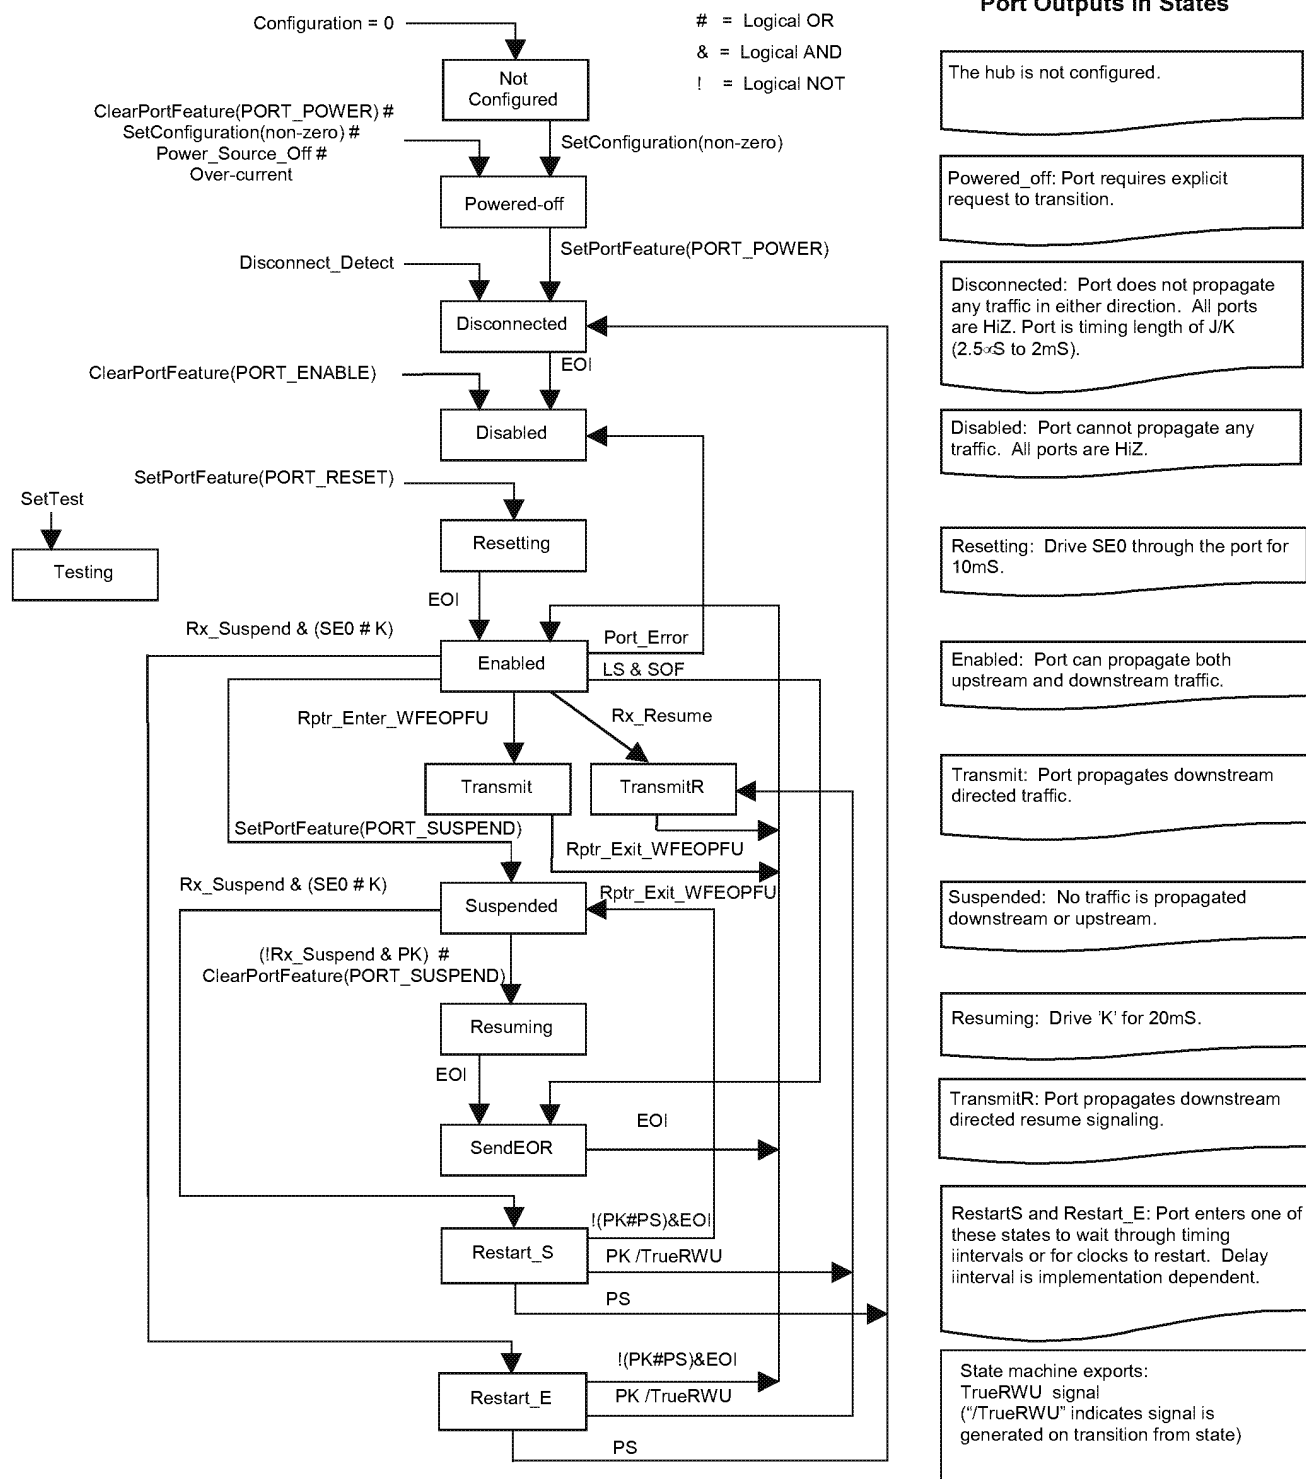 Port Outputs in States
Configuration = 0
# = Logical OR
& = Logical AND
! = Logical NOT
Not
Configured
ClearPortFeature(PORT_POWER) #
SetConfiguration(non-zero) #
Power_Source_Off #
Over-current
SetConfiguration(non-zero)
Powered-off
SetPortFeature(PORT_POWER)
Disconnect_Detect
Disconnected
EOI
ClearPortFeature(PORT_ENABLE)
Disabled
SetPortFeature(PORT_RESET)
SetTest
Testing
Resetting
EOI
Rx_Suspend & (SE0 # K)
Enabled
Port_Error
LS & SOF
Rptr_Enter_WFEOPFU
Rx_Resume
Transmit
TransmitR
SetPortFeature(PORT_SUSPEND)
Rptr_Exit_WFEOPFU
Rx_Suspend & (SE0 # K)
Suspended
Rptr_Exit_WFEOPFU
(!Rx_Suspend & PK) #
ClearPortFeature(PORT_SUSPEND)
Resuming
EOI
SendEOR
EOI
Restart_S
!(PK#PS)&EOI
PK /TrueRWU
PS
Restart_E
!(PK#PS)&EOI
PK /TrueRWU
PS
The hub is not configured.
Powered_off: Port requires explicit
request to transition.
Disconnected: Port does not propagate
any traffic in either direction. All ports
are HiZ. Port is timing length of J/K
(2.5∝S to 2mS).
Disabled: Port cannot propagate any
traffic. All ports are HiZ.
Resetting: Drive SE0 through the port for
10mS.
Enabled: Port can propagate both
upstream and downstream traffic.
Transmit: Port propagates downstream
directed traffic.
Suspended: No traffic is propagated
downstream or upstream.
Resuming: Drive 'K' for 20mS.
TransmitR: Port propagates downstream
directed resume signaling.
RestartS and Restart_E: Port enters one of
these states to wait through timing
iintervals or for clocks to restart. Delay
iinterval is implementation dependent.
State machine exports:
TrueRWU signal
("/TrueRWU" indicates signal is
generated on transition from state)